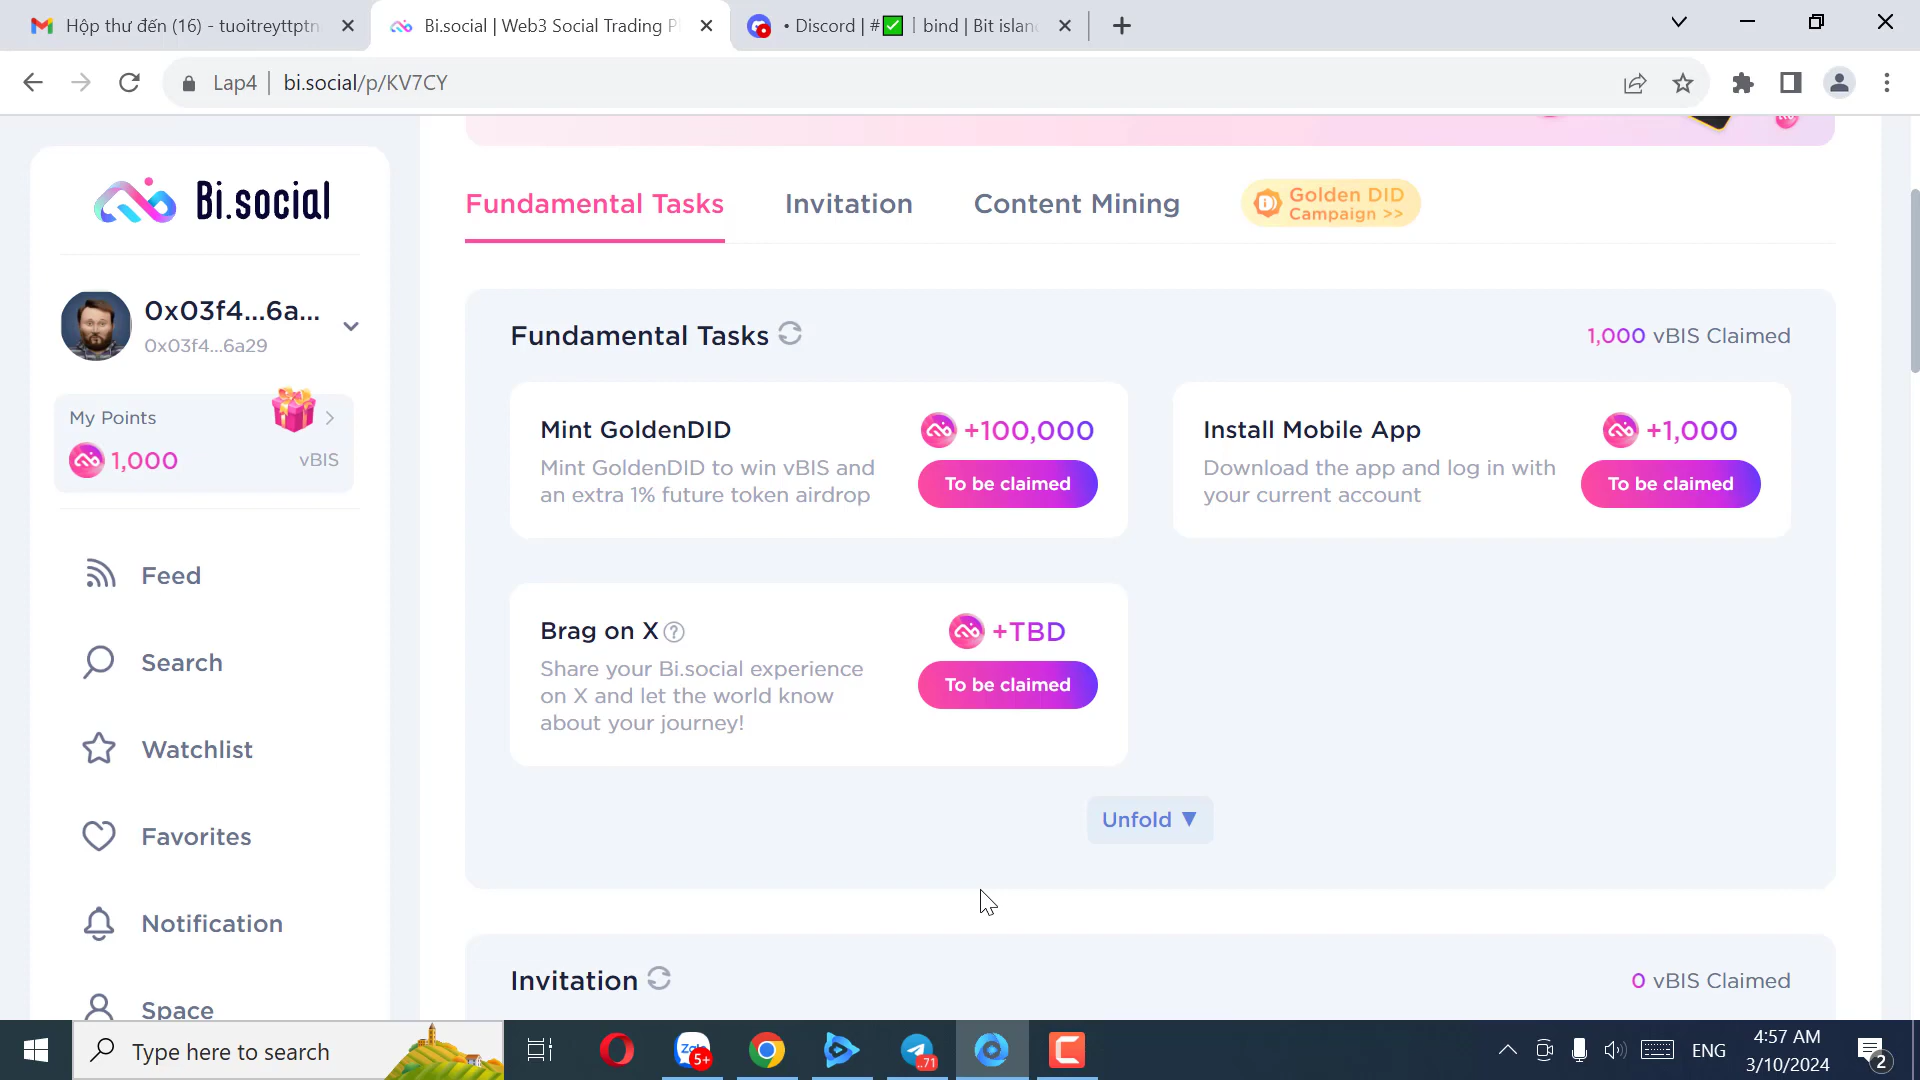 Hộp thư đến (16) - tuoitreyttptn
Bi.social | Web3 Social Trading P
• Discord | #✅ | bind | Bit islan
Lap4 | bi.social/p/KV7CY
Bi.social
0x03f4...6a...
0x03f4...6a29
My Points
1,000 vBIS
Feed
Search
Watchlist
Favorites
Notification
Space
Fundamental Tasks
Invitation
Content Mining
Golden DID
Campaign >>
Fundamental Tasks
1,000 vBIS Claimed
Mint GoldenDID
+100,000
Mint GoldenDID to win vBIS and
an extra 1% future token airdrop
To be claimed
Install Mobile App
+1,000
Download the app and log in with
your current account
To be claimed
Brag on X ?
+TBD
Share your Bi.social experience
on X and let the world know
about your journey!
To be claimed
Unfold ▼
Invitation
0 vBIS Claimed
Type here to search
Zalo
5+
..71
ENG
4:57 AM
3/10/2024
2